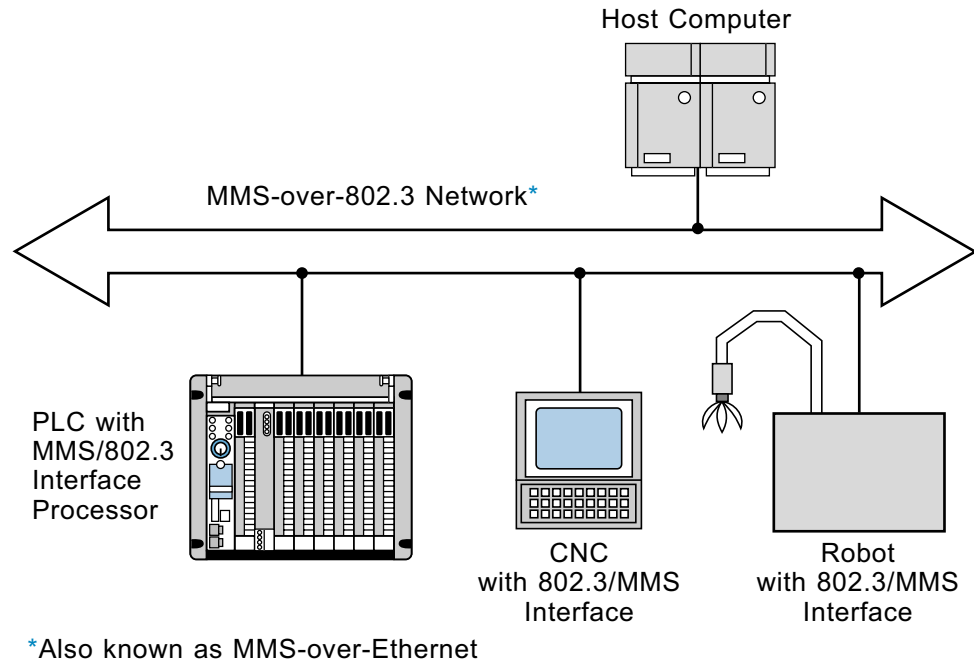 Host Computer
MMS-over-802.3 Network*
PLC with
MMS/802.3
Interface
Processor
CNC
with 802.3/MMS
Interface
Robot
with 802.3/MMS
Interface
*Also known as MMS-over-Ethernet